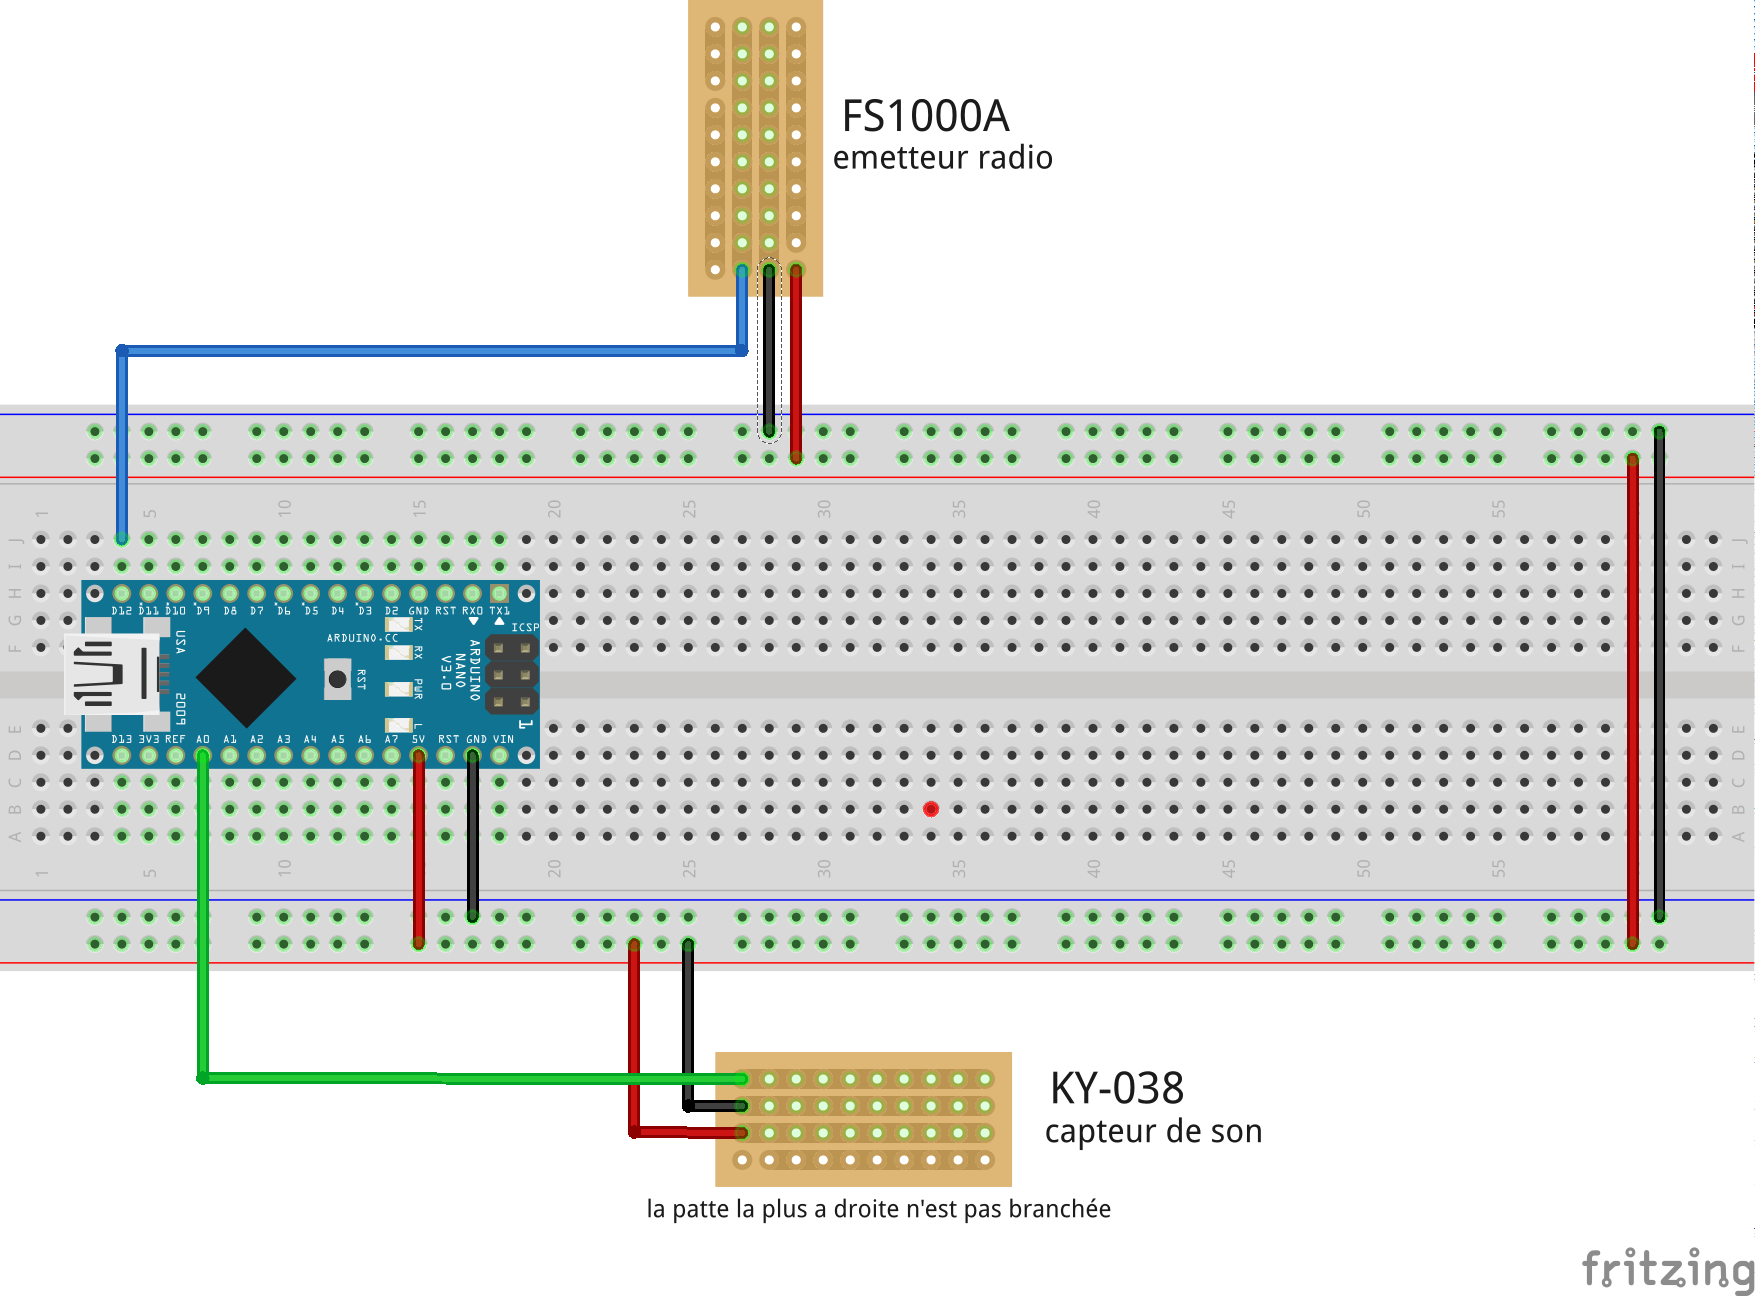 FS1000A
emetteur radio
1 5 10 15 20 25 30 35 40 45 50 55
J J
I I
H H
G G
F F
D12 D11 D10 D9 D8 D7 D6 D5 D4 D3 D2 GND RST RX0 TX1
ICSP
TX
RX
PWR
L
USA
2009
ARDUINO.CC
RST
ARDUINO
NANO
V3.0
1
D13 3V3 REF A0 A1 A2 A3 A4 A5 A6 A7 5V RST GND VIN
E E
D D
C C
B B
A A
1 5 10 15 20 25 30 35 40 45 50 55
KY-038
capteur de son
la patte la plus a droite n'est pas branchée
fritzing